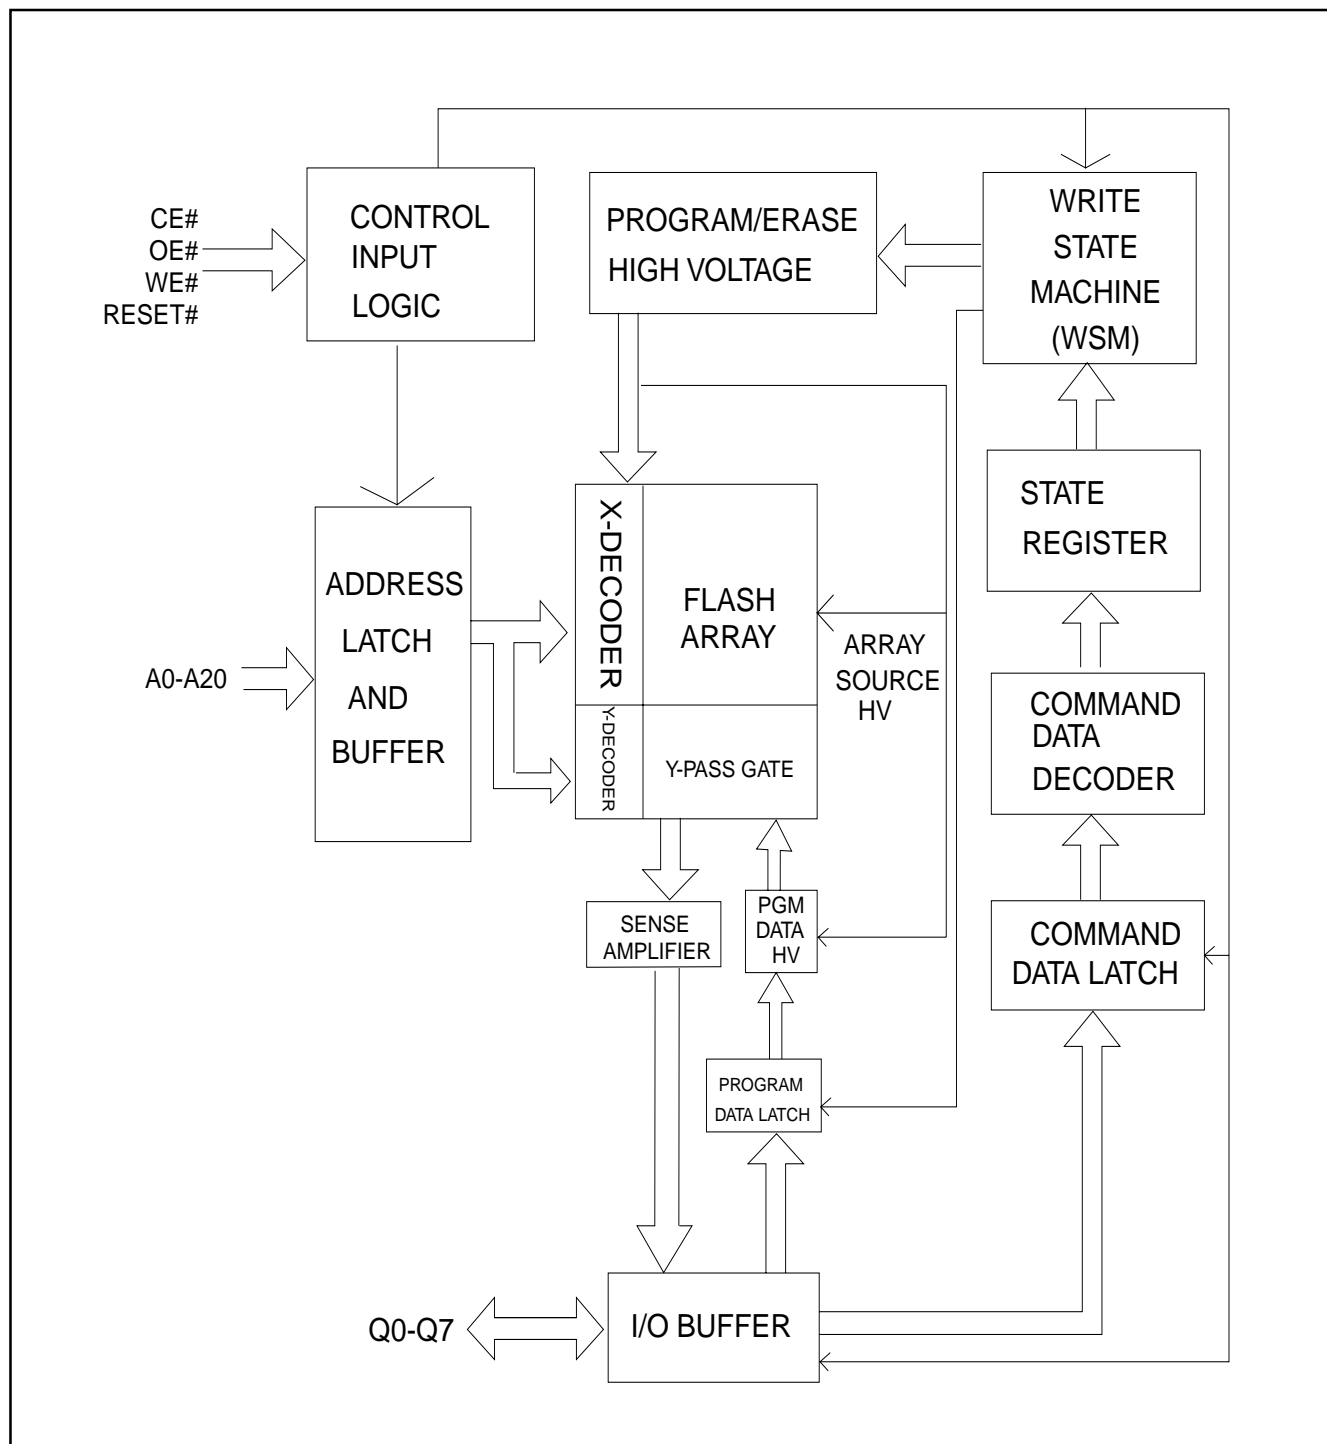 CE#
OE#
WE#
RESET#
CONTROL
INPUT
LOGIC
PROGRAM/ERASE
HIGH VOLTAGE
WRITE
STATE
MACHINE
(WSM)
STATE
REGISTER
ADDRESS
LATCH
AND
BUFFER
A0-A20
X-DECODER
FLASH
ARRAY
Y-DECODER
Y-PASS GATE
ARRAY
SOURCE
HV
COMMAND
DATA
DECODER
SENSE
AMPLIFIER
PGM
DATA
HV
COMMAND
DATA LATCH
PROGRAM
DATA LATCH
Q0-Q7
I/O BUFFER